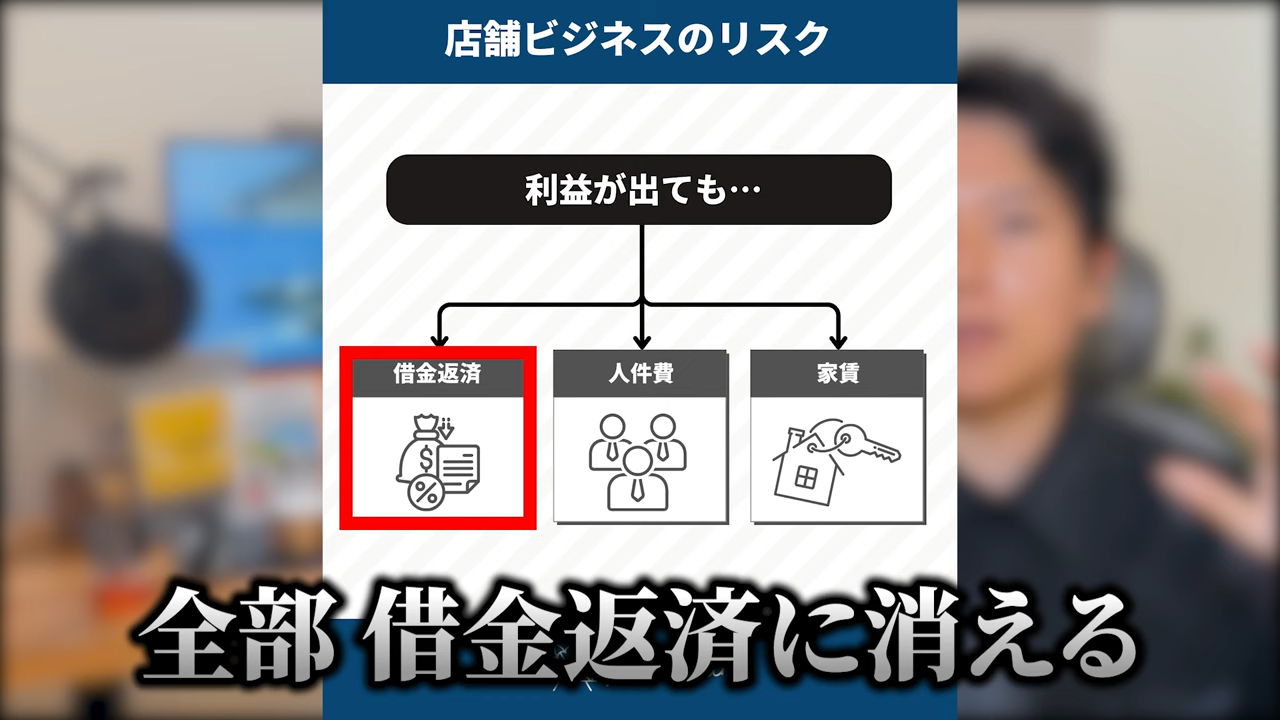 店舗ビジネスのリスク
利益が出ても…
借金返済
人件費
家賃
$
%
全部 借金返済に消える